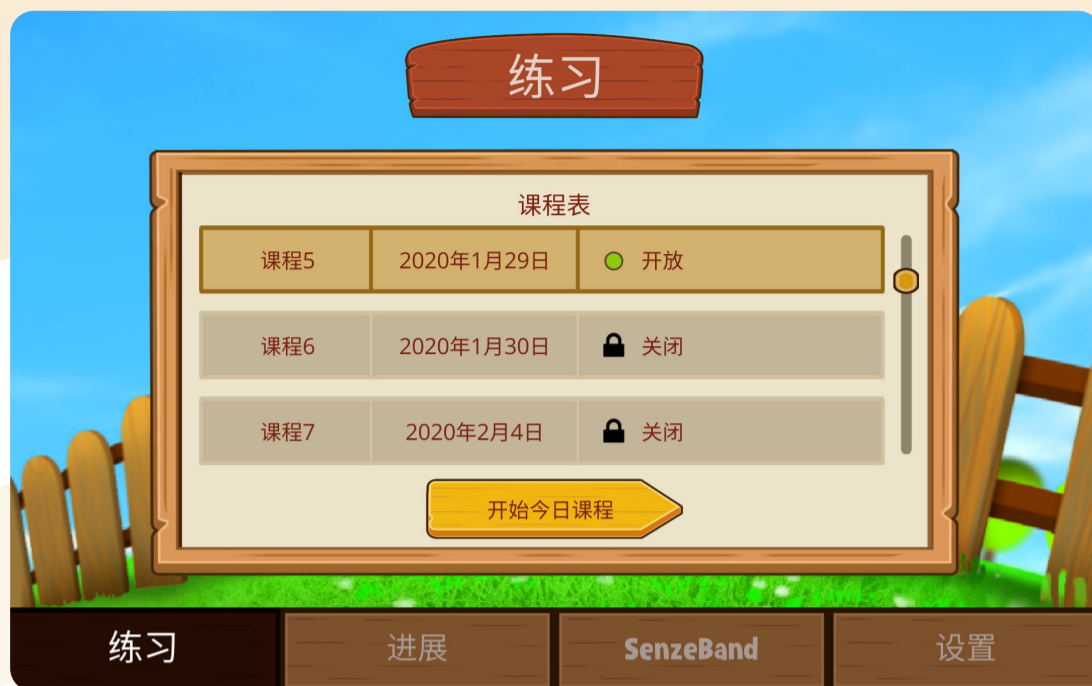 练习
课程表
课程5 2020年1月29日 开放
课程6 2020年1月30日 关闭
课程7 2020年2月4日 关闭
开始今日课程
练习 进展 SenzeBand 设置